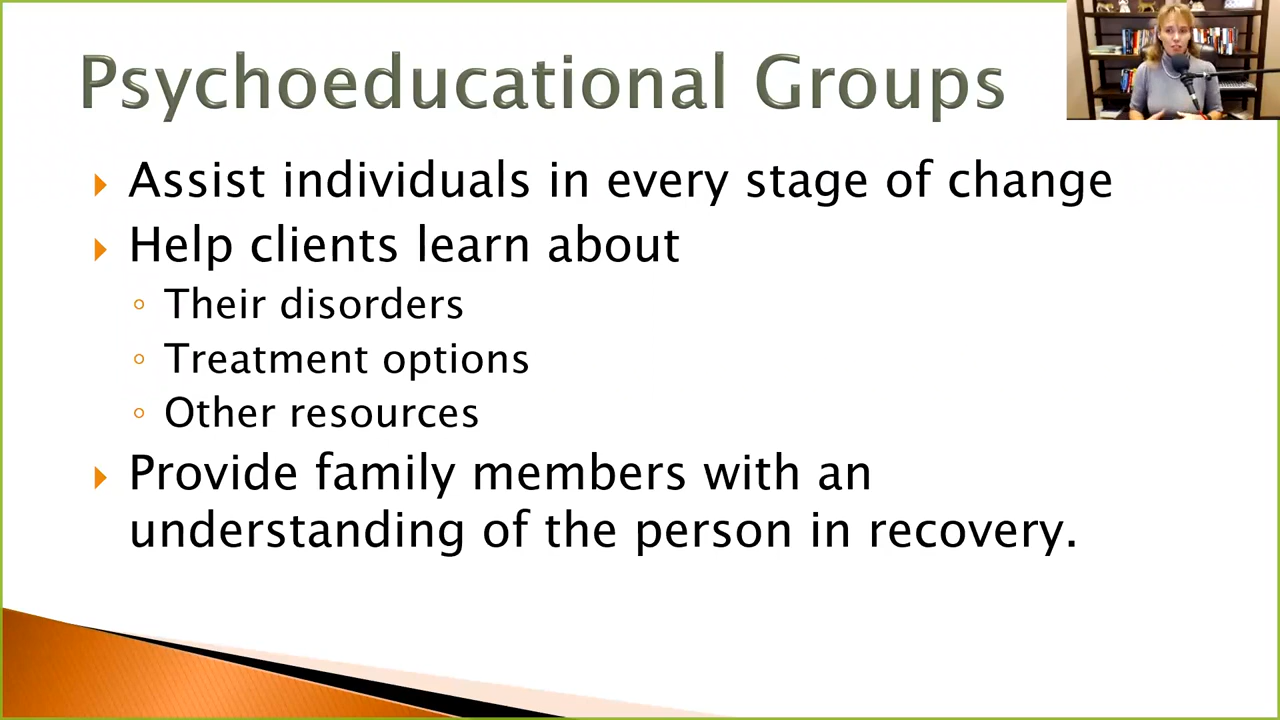 Psychoeducational Groups
Assist individuals in every stage of change
Help clients learn about
Their disorders
Treatment options
Other resources
Provide family members with an
understanding of the person in recovery.